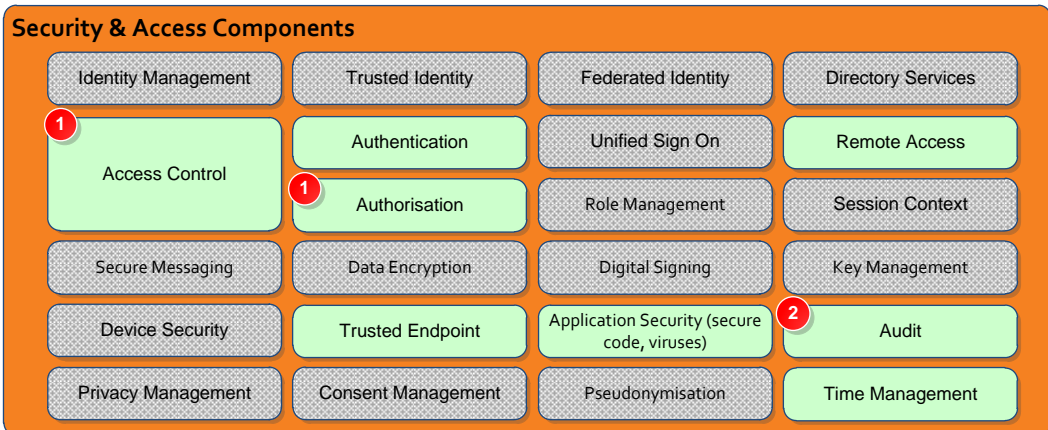 Security & Access Components
Identity Management
Trusted Identity
Federated Identity
Directory Services
1
Access Control
Authentication
Unified Sign On
Remote Access
1
Authorisation
Role Management
Session Context
Secure Messaging
Data Encryption
Digital Signing
Key Management
Device Security
Trusted Endpoint
Application Security (secure
code, viruses)
2
Audit
Privacy Management
Consent Management
Pseudonymisation
Time Management